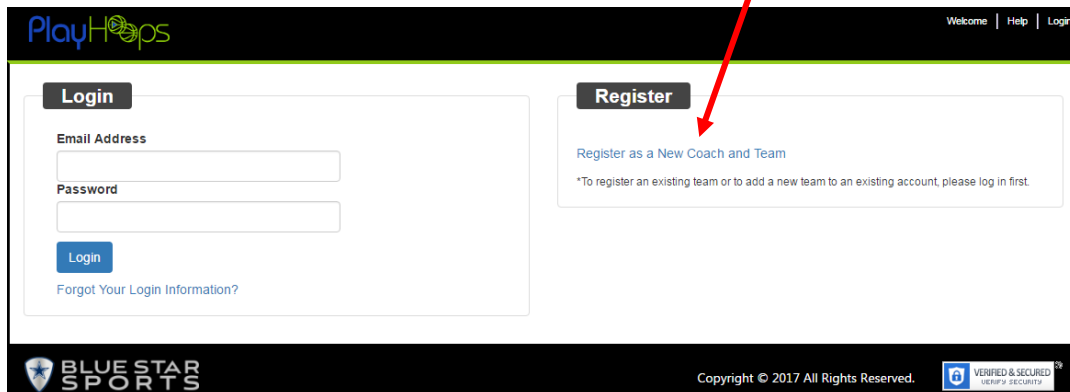 PlayHoops
Welcome | Help | Login
Login
Email Address
Password
Login
Forgot Your Login Information?
Register
Register as a New Coach and Team
*To register an existing team or to add a new team to an existing account, please log in first.
BLUE STAR
SPORTS
Copyright © 2017 All Rights Reserved.
VERIFIED & SECURED
VERIFY SECURITY